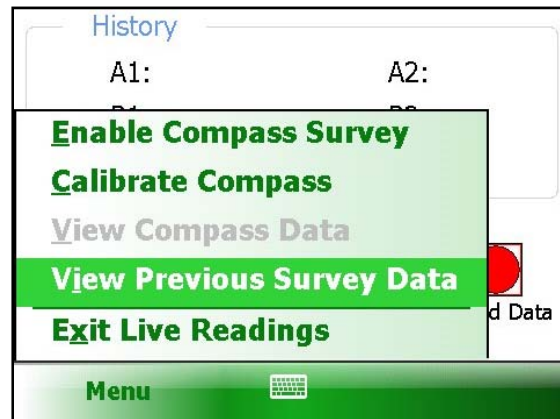 History
A1: A2:
Enable Compass Survey
Calibrate Compass
View Compass Data
View Previous Survey Data
d Data
Exit Live Readings
Menu